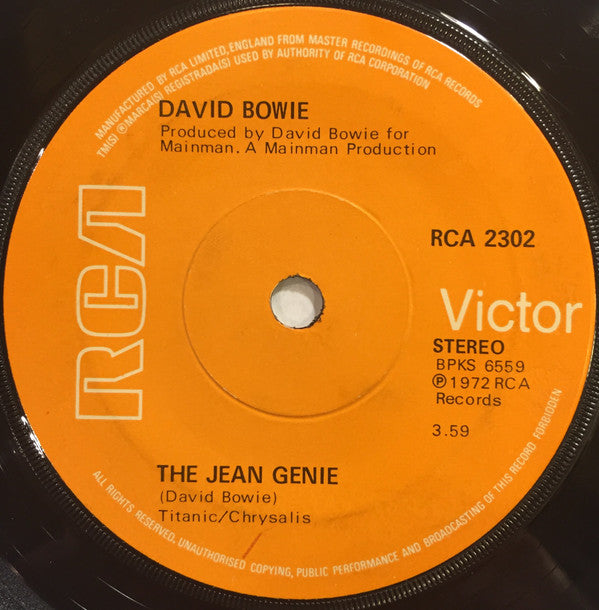 MANUFACTURED BY RCA LIMITED, ENGLAND FROM MASTER RECORDINGS OF RCA RECORDS
TM(S) ® MARCA(S) REGISTRADA(S) USED BY AUTHORITY OF RCA CORPORATION
DAVID BOWIE
Produced by David Bowie for
Mainman. A Mainman Production
RCA
RCA 2302
Victor
STEREO
BPKS 6559
℗ 1972 RCA
Records
3.59
THE JEAN GENIE
(David Bowie)
Titanic/Chrysalis
ALL RIGHTS RESERVED, UNAUTHORISED COPYING, PUBLIC PERFORMANCE AND BROADCASTING OF THIS RECORD FORBIDDEN